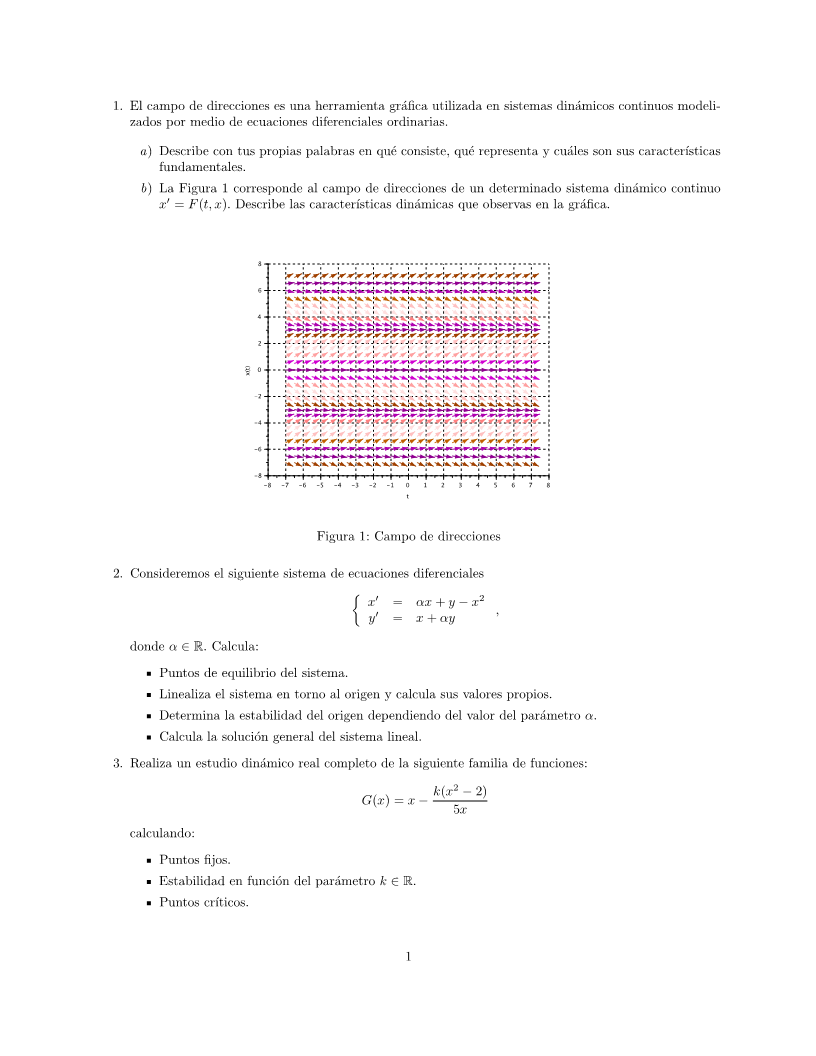 1. El campo de direcciones es una herramienta gráfica utilizada en sistemas dinámicos continuos modeli-
zados por medio de ecuaciones diferenciales ordinarias.
a) Describe con tus propias palabras en qué consiste, qué representa y cuáles son sus características
fundamentales.
b) La Figura 1 corresponde al campo de direcciones de un determinado sistema dinámico continuo
x′ = F(t, x). Describe las características dinámicas que observas en la gráfica.
8
6
4
2
0
−2
−4
−6
−8
x(t)
−8 −7 −6 −5 −4 −3 −2 −1 0 1 2 3 4 5 6 7 8
t
Figura 1: Campo de direcciones
2. Consideremos el siguiente sistema de ecuaciones diferenciales
x′ = αx + y − x²
y′ = x + αy ,
donde α ∈ ℝ. Calcula:
▪ Puntos de equilibrio del sistema.
▪ Linealiza el sistema en torno al origen y calcula sus valores propios.
▪ Determina la estabilidad del origen dependiendo del valor del parámetro α.
▪ Calcula la solución general del sistema lineal.
3. Realiza un estudio dinámico real completo de la siguiente familia de funciones:
G(x) = x − k(x² − 2) / 5x
calculando:
▪ Puntos fijos.
▪ Estabilidad en función del parámetro k ∈ ℝ.
▪ Puntos críticos.
1